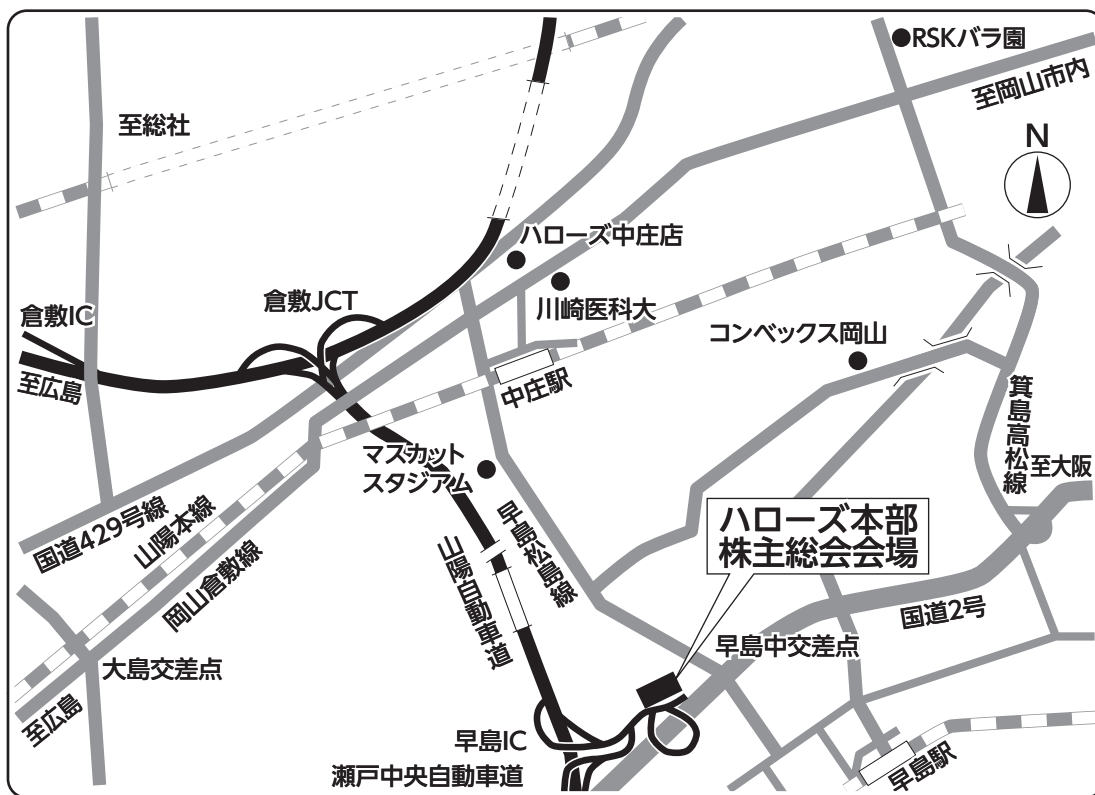 RSKバラ園
至岡山市内
至総社
N
ハローズ中庄店
川崎医科大
倉敷JCT
倉敷IC
コンベックス岡山
至広島
中庄駅
箕島高松線
至大阪
マスカット
スタジアム
国道429号線
山陽本線
岡山倉敷線
早島松島線
山陽自動車道
ハローズ本部
株主総会会場
国道2号
早島中交差点
大島交差点
至広島
早島IC
瀬戸中央自動車道
早島駅